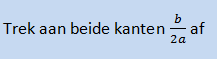 Trek aan beide kanten b/2a af